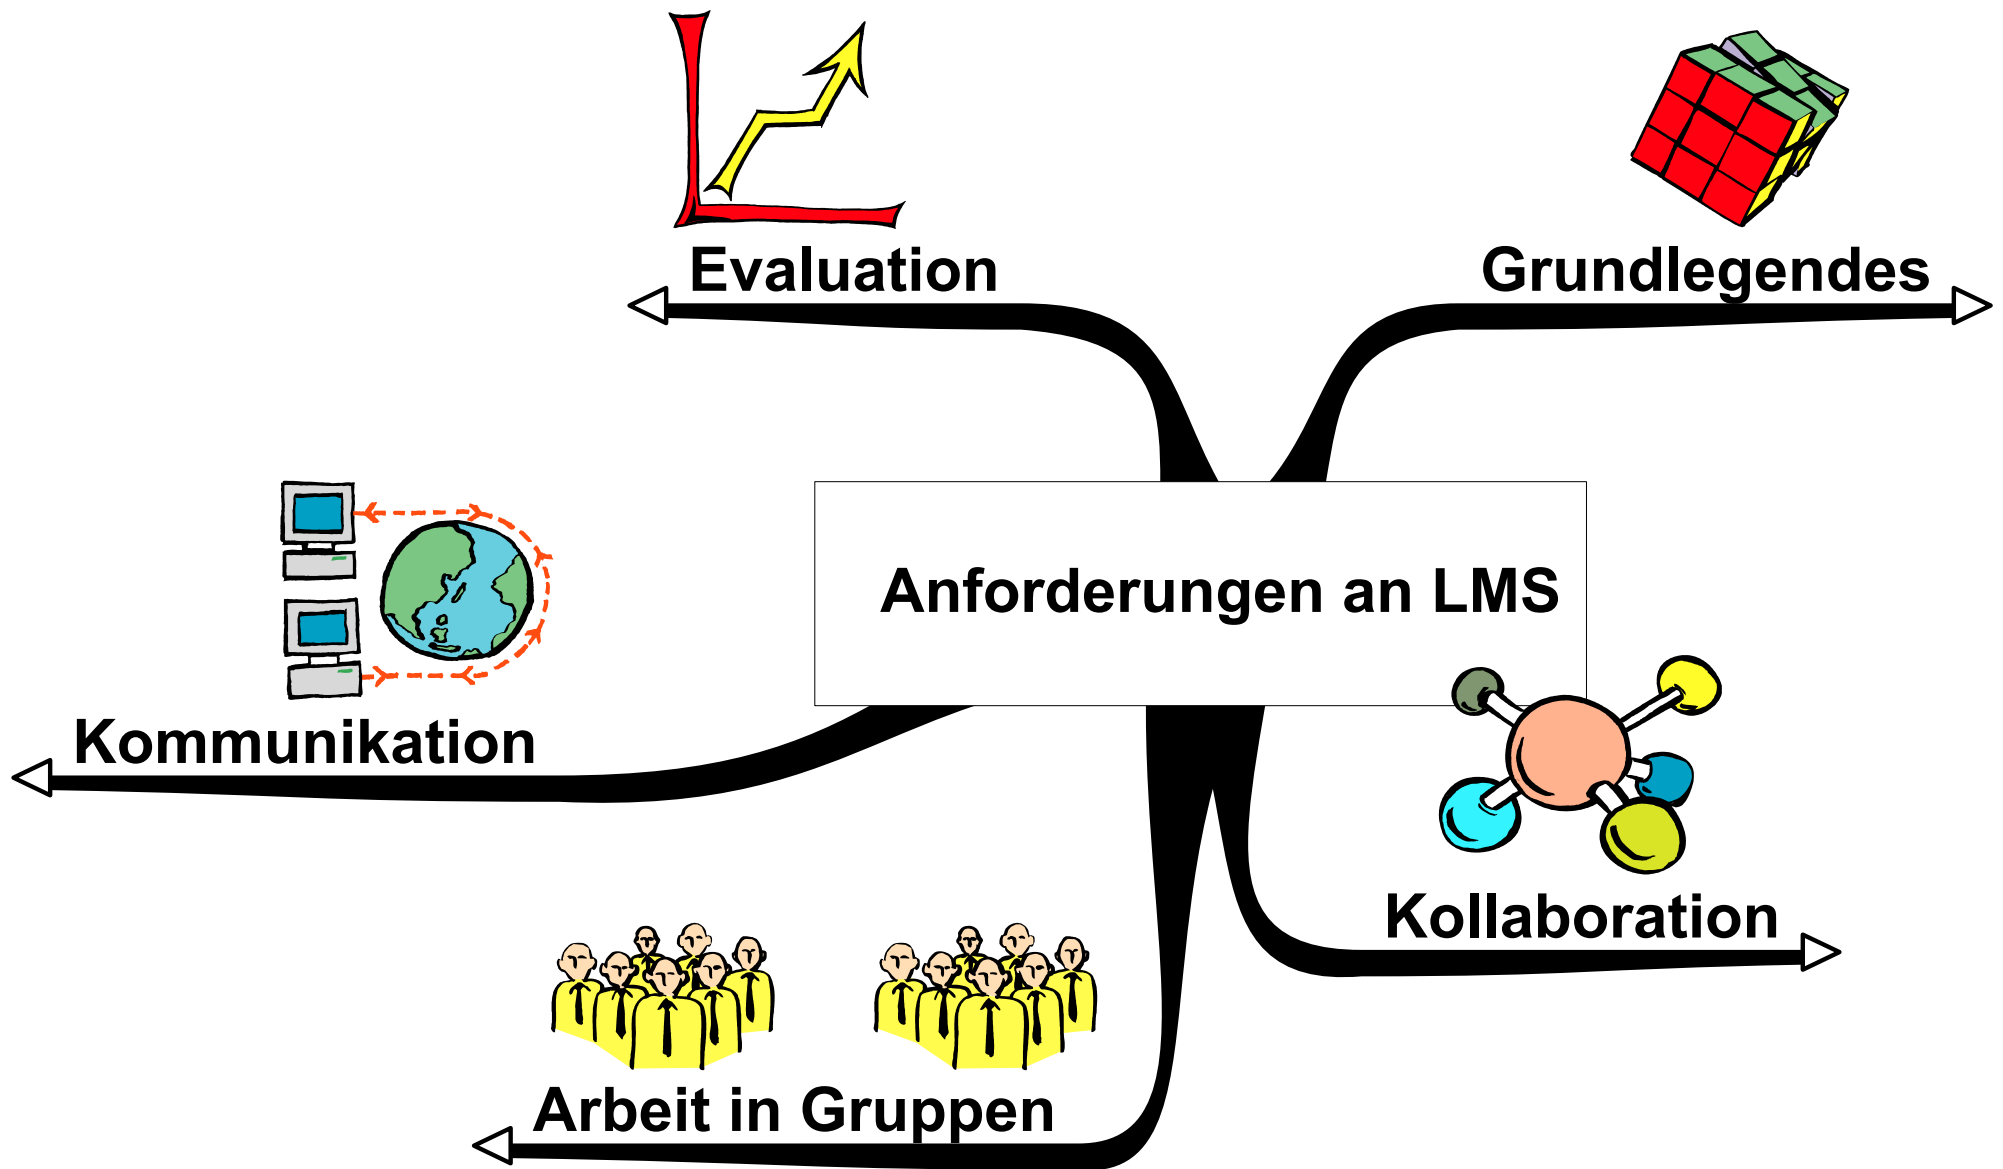 Evaluation
Grundlegendes
Anforderungen an LMS
Kommunikation
Kollaboration
Arbeit in Gruppen